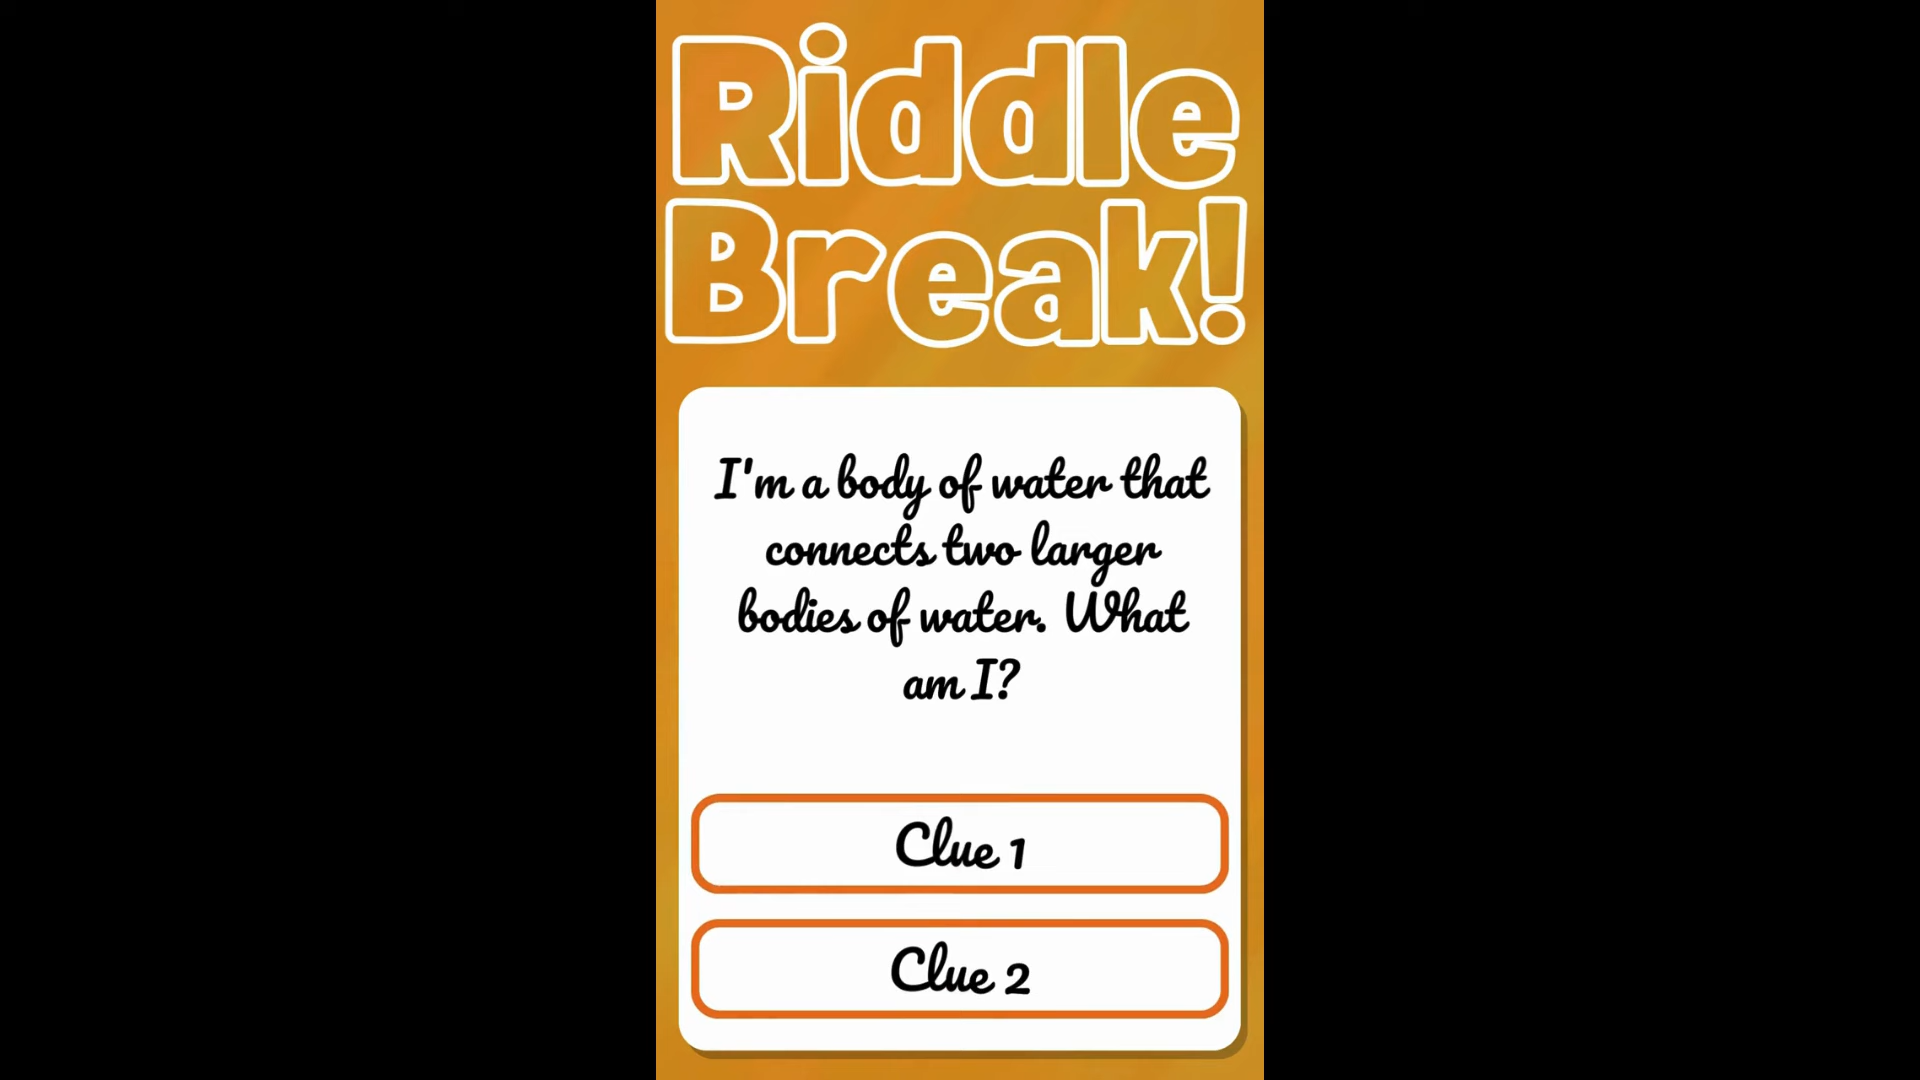 Riddle
Break!
I'm a body of water that
connects two larger
bodies of water. What
am I?
Clue 1
Clue 2